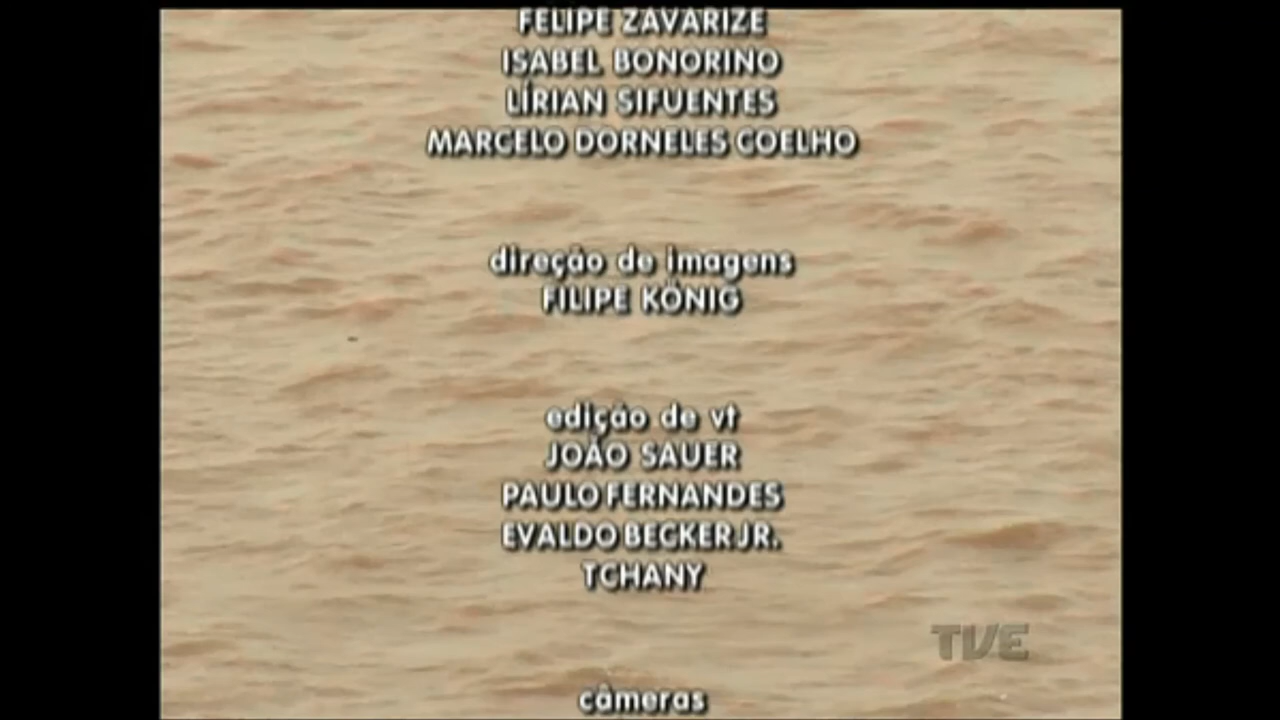 FELIPE ZAVARIZE
ISABEL BONORINO
LÍRIAN SIFUENTES
MARCELO DORNELES COELHO
direção de imagens
FILIPE KÖNIG
edição de vt
JOÃO SAUER
PAULO FERNANDES
EVALDO BECKER JR.
TCHANY
TVE
câmeras